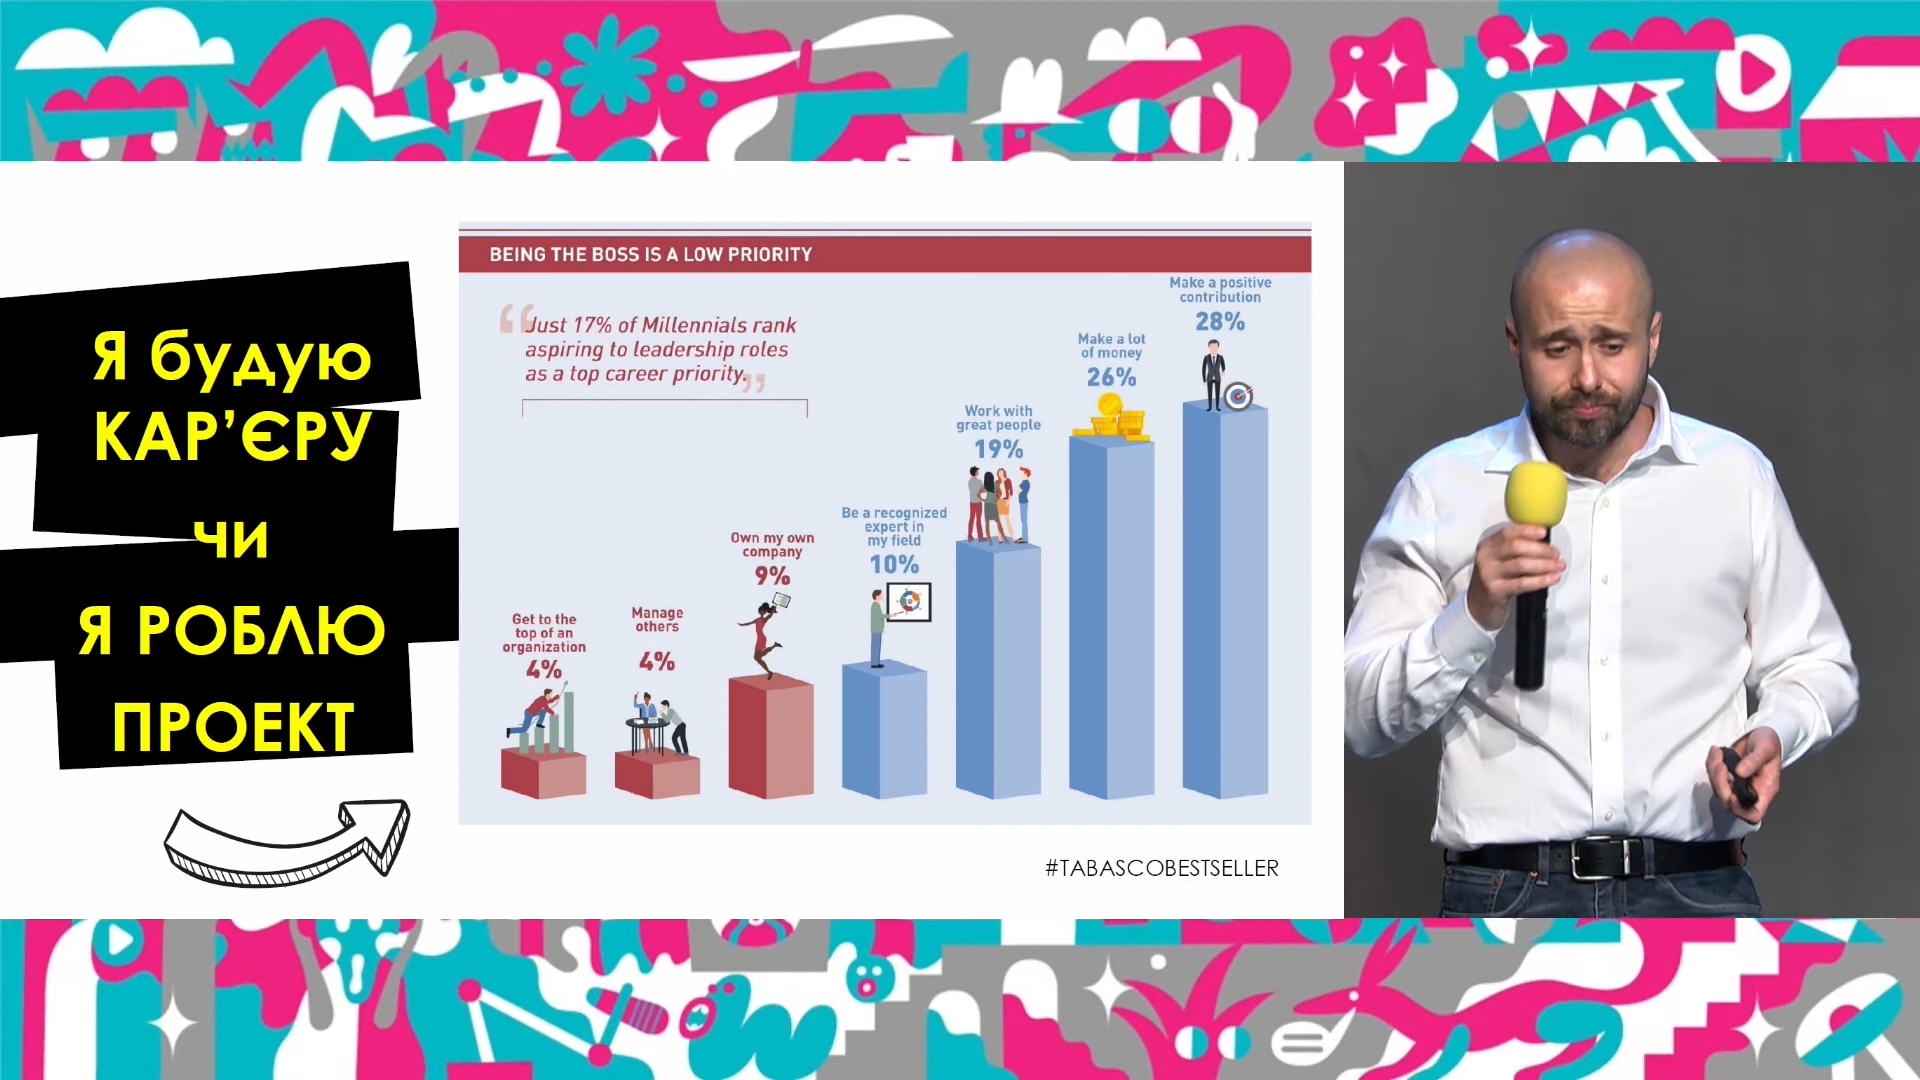 Я будую
КАР’ЄРУ
чи
Я РОБЛЮ
ПРОЕКТ
BEING THE BOSS IS A LOW PRIORITY
“Just 17% of Millennials rank
aspiring to leadership roles
as a top career priority.”
Get to the
top of an
organization
4%
Manage
others
4%
Own my own
company
9%
Be a recognized
expert in
my field
10%
Work with
great people
19%
Make a lot
of money
26%
Make a positive
contribution
28%
#TABASCOBESTSELLER